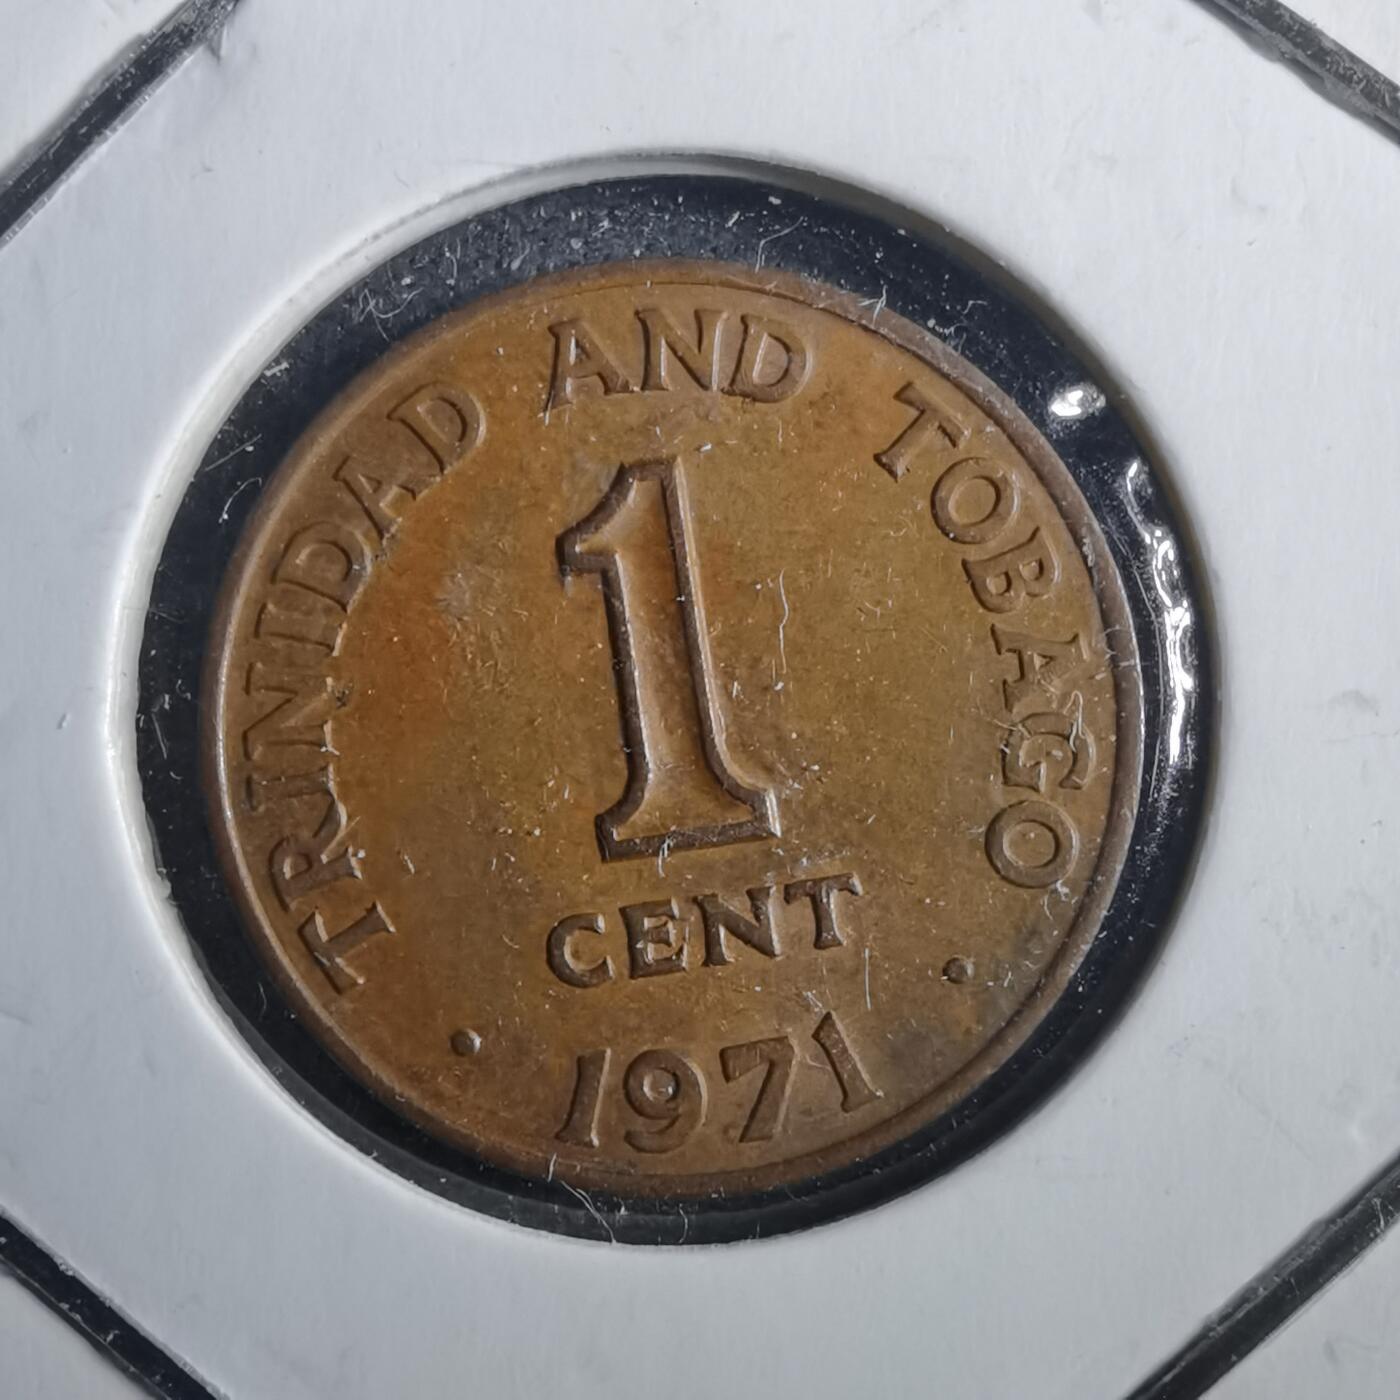 TRINIDAD AND TOBAGO
1
CENT
• 1971 •